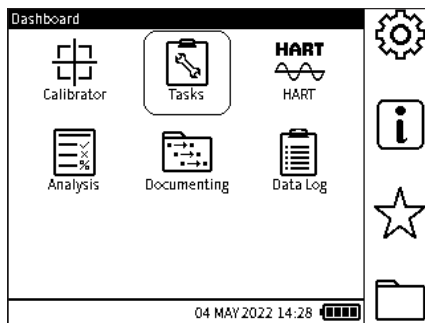 Dashboard
HART
Calibrator Tasks HART
Analysis Documenting Data Log
04 MAY 2022 14:28